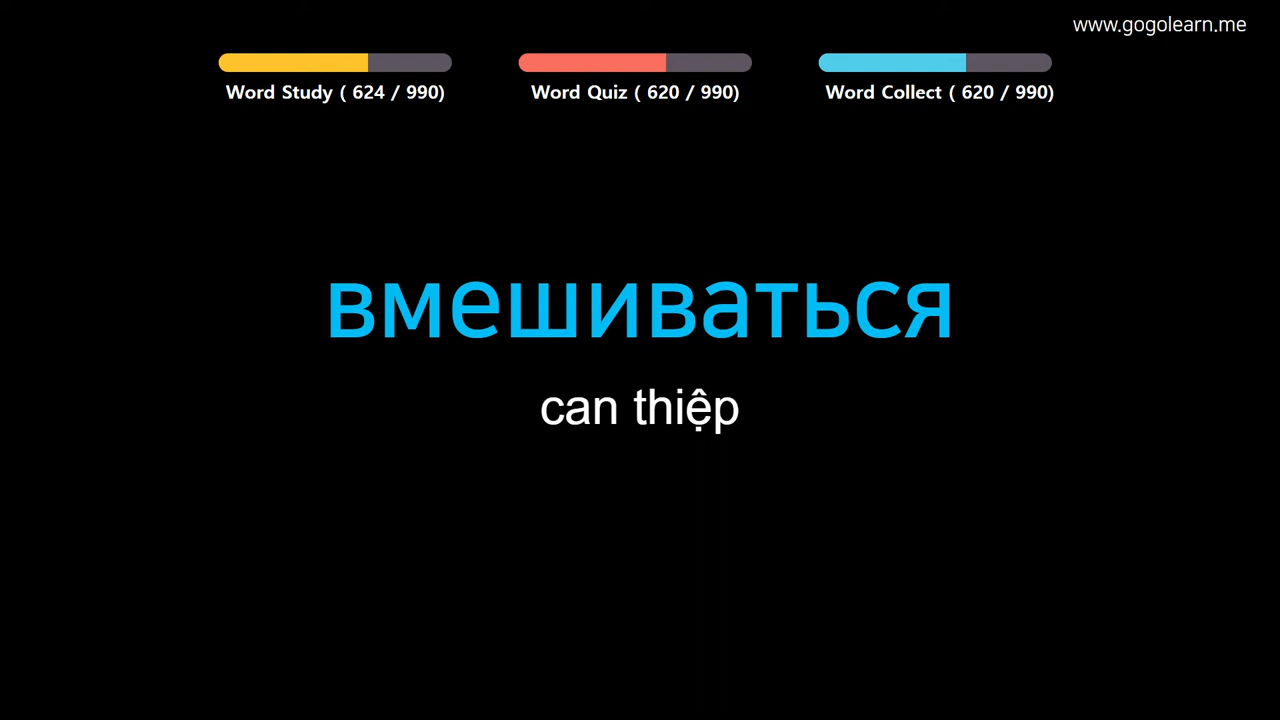 www.gogolearn.me
Word Study ( 624 / 990)
Word Quiz ( 620 / 990)
Word Collect ( 620 / 990)
вмешиваться
can thiệp